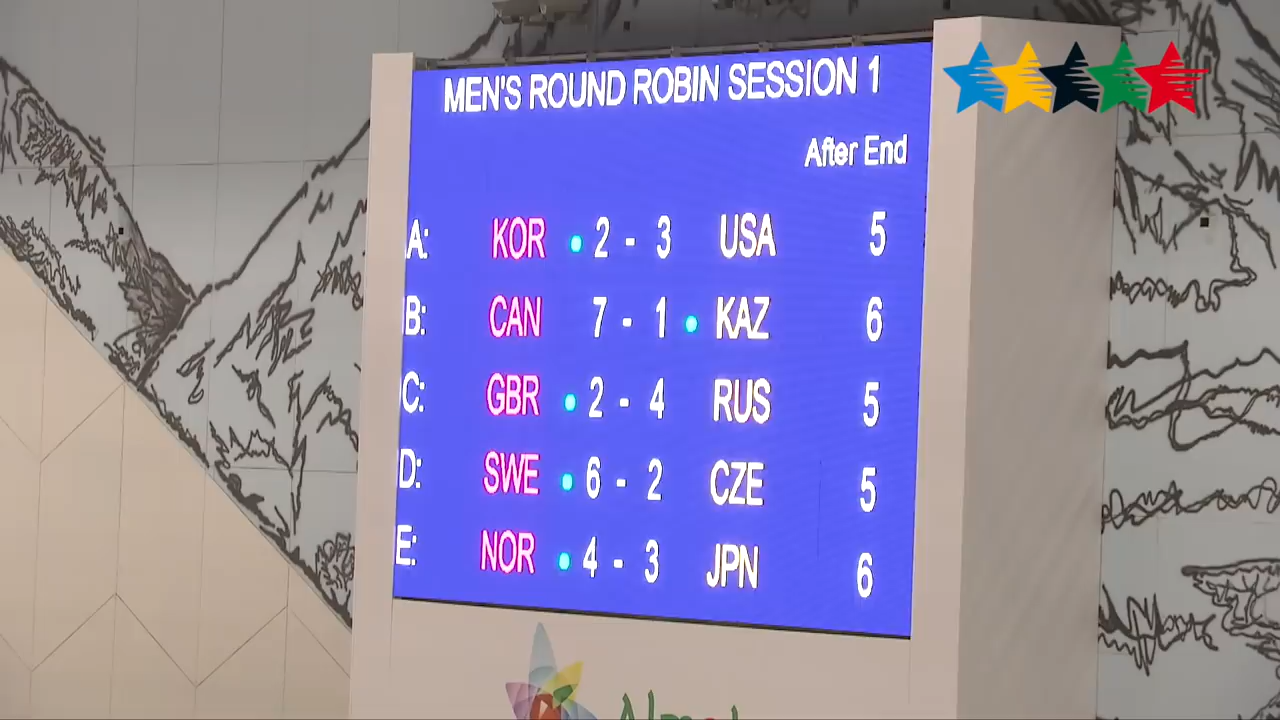 MEN'S ROUND ROBIN SESSION 1
After End
A: KOR 2 - 3 USA 5
B: CAN 7 - 1 KAZ 6
C: GBR 2 - 4 RUS 5
D: SWE 6 - 2 CZE 5
E: NOR 4 - 3 JPN 6